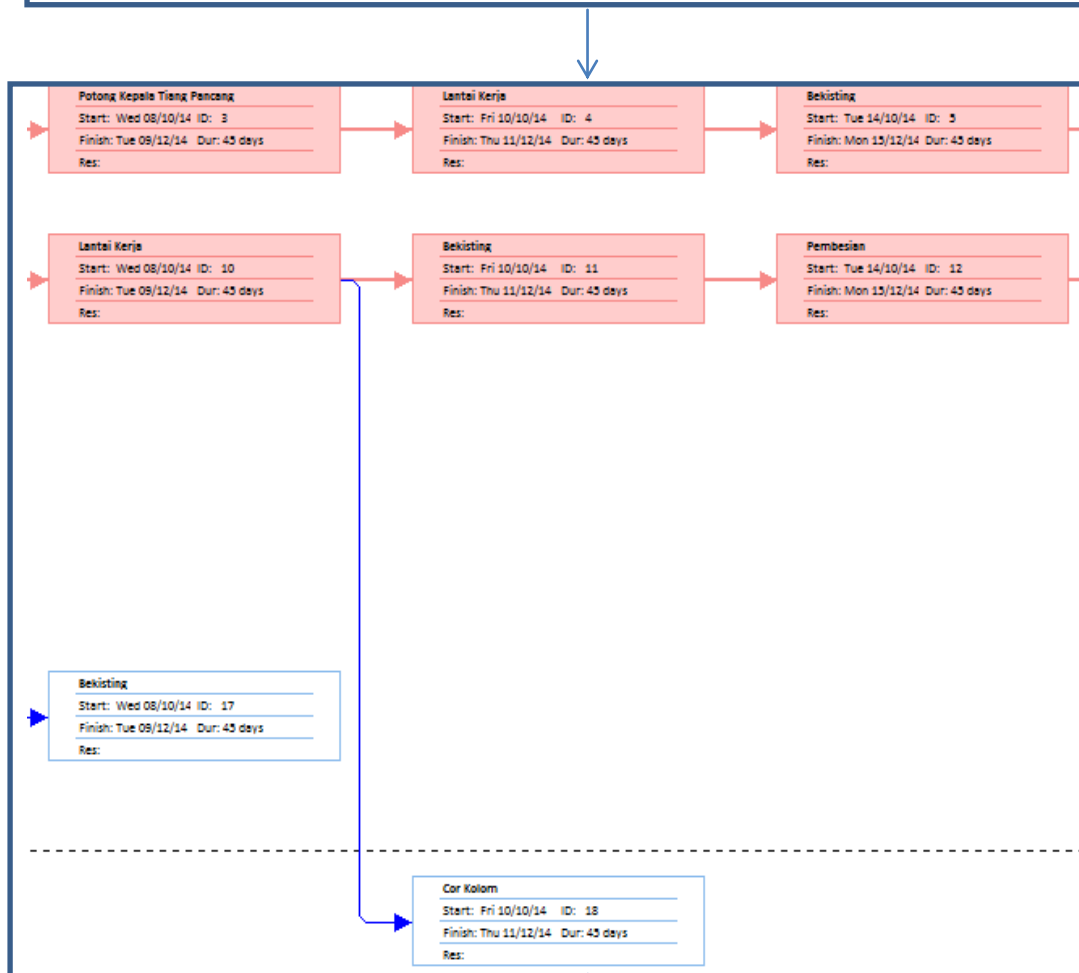 Potong Kepala Tiang Pancang
Start: Wed 08/10/14 ID: 3
Finish: Tue 09/12/14 Dur: 45 days
Res:
Lantai Kerja
Start: Fri 10/10/14 ID: 4
Finish: Thu 11/12/14 Dur: 45 days
Res:
Bekisting
Start: Tue 14/10/14 ID: 5
Finish: Mon 15/12/14 Dur: 45 days
Res:
Lantai Kerja
Start: Wed 08/10/14 ID: 10
Finish: Tue 09/12/14 Dur: 45 days
Res:
Bekisting
Start: Fri 10/10/14 ID: 11
Finish: Thu 11/12/14 Dur: 45 days
Res:
Pembesian
Start: Tue 14/10/14 ID: 12
Finish: Mon 15/12/14 Dur: 45 days
Res:
Bekisting
Start: Wed 08/10/14 ID: 17
Finish: Tue 09/12/14 Dur: 45 days
Res:
Cor Kolom
Start: Fri 10/10/14 ID: 18
Finish: Thu 11/12/14 Dur: 45 days
Res: